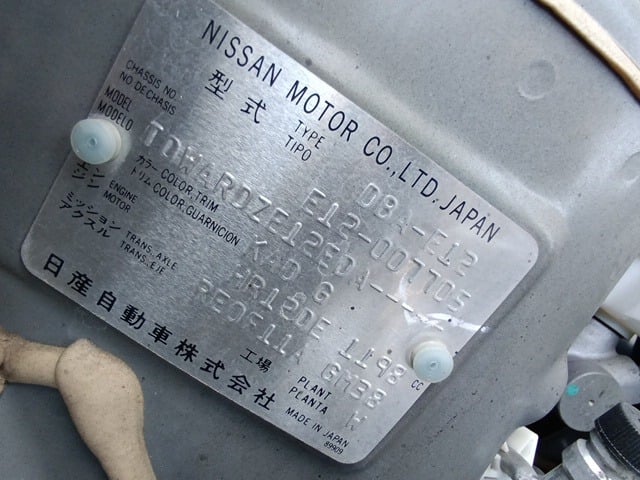 NISSAN MOTOR CO.,LTD.JAPAN
型式 TYPE TIPO DBA-E12
CHASSIS NO
NO DE CHASIS E12-007705
MODEL
MODELO TDWARDZE12EDA-----
カラー COLOR,TRIM
トリム COLOR,GUARNICION KAD G
エンジン ENGINE
MOTOR HR12DE 1198 CC
ミッション TRANS.,AXLE
アクスル TRANS.,EJE RE0F11A GM38
工場 PLANT
PLANTA W
日産自動車株式会社 MADE IN JAPAN
89909